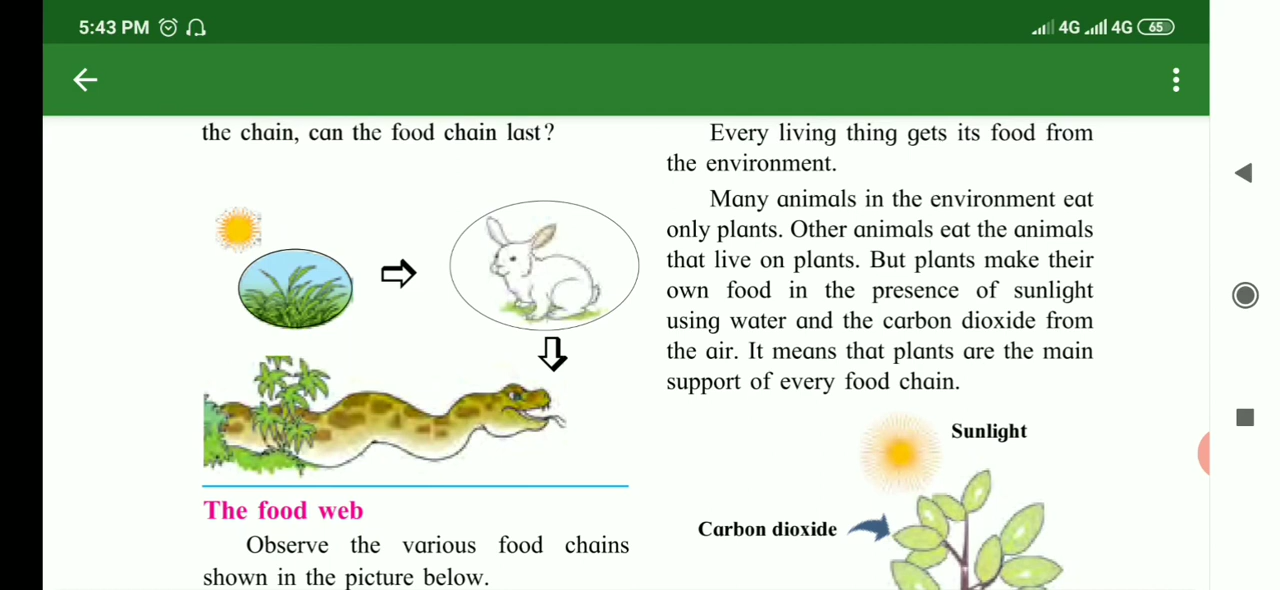 5:43 PM
4G 4G 65
the chain, can the food chain last?
The food web
Observe the various food chains
shown in the picture below.
Every living thing gets its food from
the environment.
Many animals in the environment eat
only plants. Other animals eat the animals
that live on plants. But plants make their
own food in the presence of sunlight
using water and the carbon dioxide from
the air. It means that plants are the main
support of every food chain.
Sunlight
Carbon dioxide